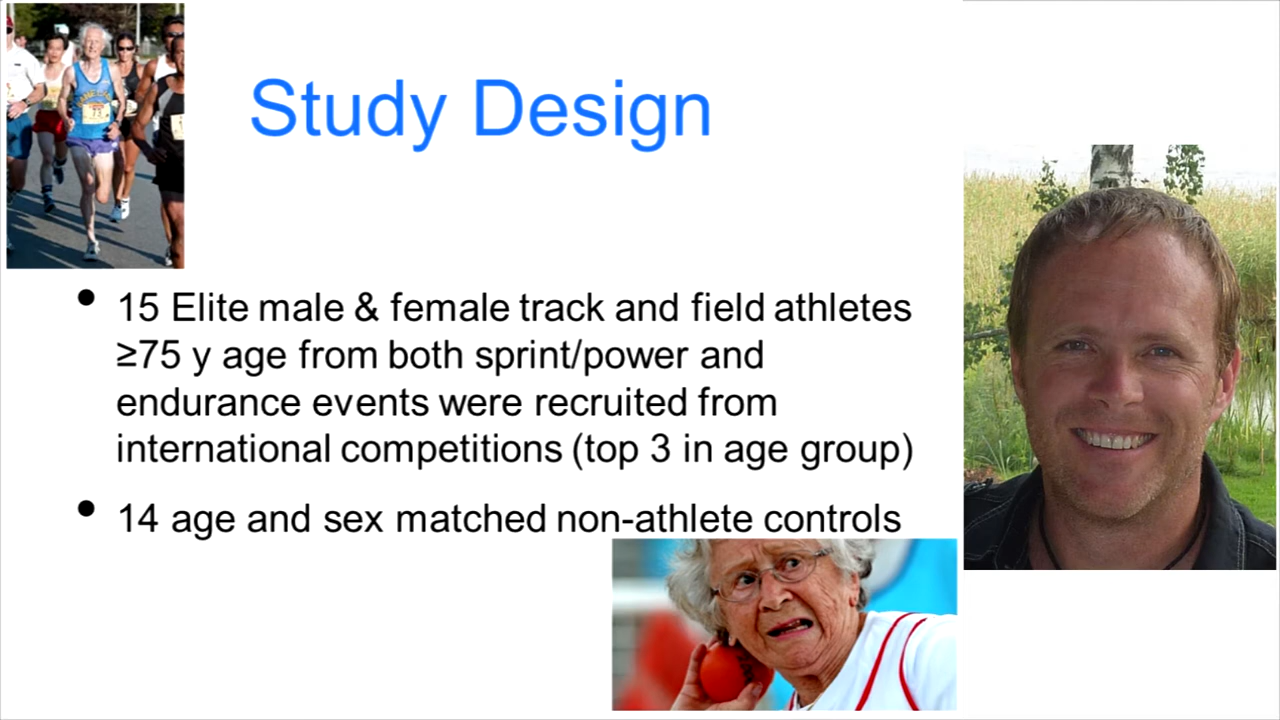 Study Design
• 15 Elite male & female track and field athletes
≥75 y age from both sprint/power and
endurance events were recruited from
international competitions (top 3 in age group)
• 14 age and sex matched non-athlete controls